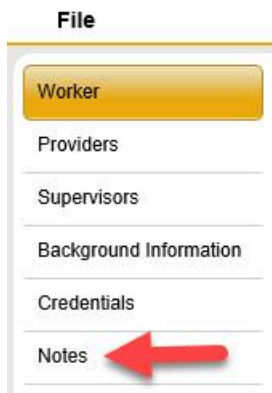 File
Worker
Providers
Supervisors
Background Information
Credentials
Notes